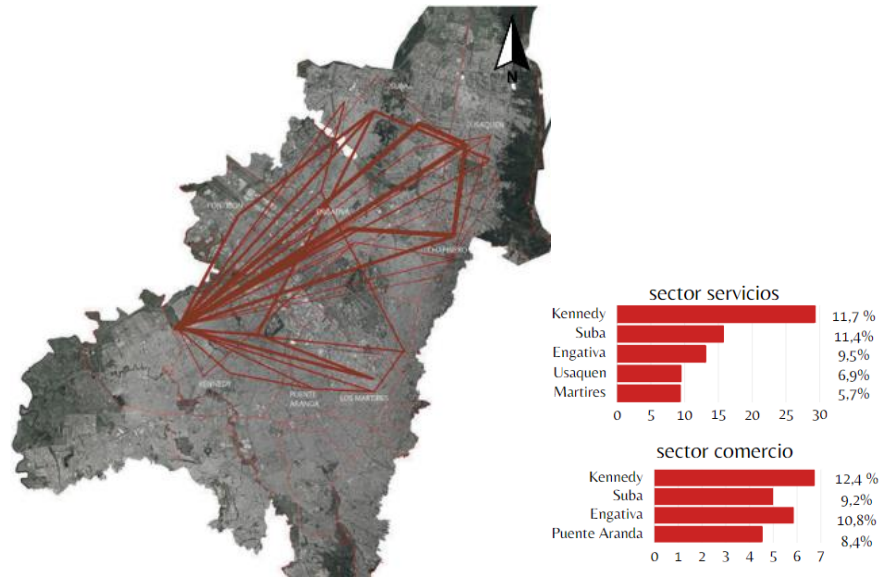 N
SUBA
USAQUEN
FONTIBON
ENGATIVA
CHAPINERO
KENNEDY
PUENTE
ARANDA
LOS MARTIRES
sector servicios
Kennedy 11,7 %
Suba 11,4%
Engativa 9,5%
Usaquen 6,9%
Martires 5,7%
0 5 10 15 20 25 30
sector comercio
Kennedy 12,4 %
Suba 9,2%
Engativa 10,8%
Puente Aranda 8,4%
0 1 2 3 4 5 6 7